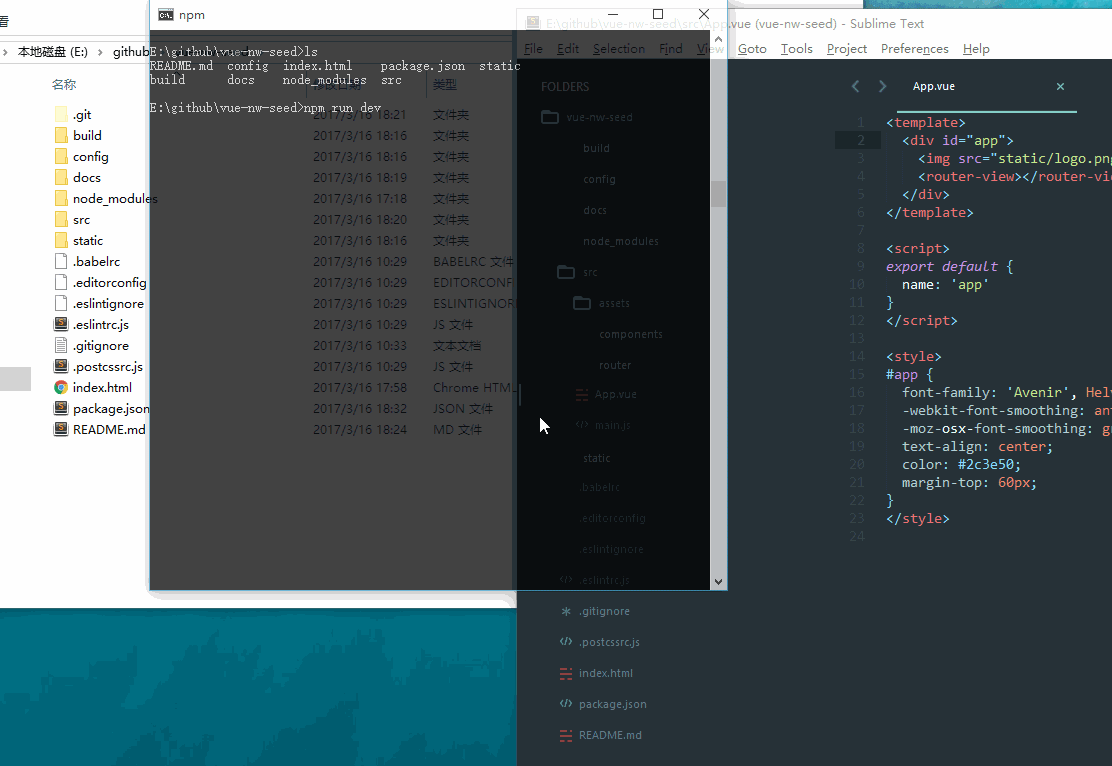 npm
E:\github\vue-nw-seed\src\App.vue (vue-nw-seed) - Sublime Text
File Edit Selection Find View Goto Tools Project Preferences Help
看
本地磁盘 (E:) github
E:\github\vue-nw-seed>ls
README.md config index.html package.json static
build docs node_modules src
E:\github\vue-nw-seed>npm run dev
名称 修改日期 类型
.git 2017/3/16 18:21 文件夹
build 2017/3/16 18:16 文件夹
config 2017/3/16 18:16 文件夹
docs 2017/3/16 18:19 文件夹
node_modules 2017/3/16 17:18 文件夹
src 2017/3/16 18:20 文件夹
static 2017/3/16 18:16 文件夹
.babelrc 2017/3/16 10:29 BABELRC 文件
.editorconfig 2017/3/16 10:29 EDITORCONF
.eslintignore 2017/3/16 10:29 ESLINTIGNOR
.eslintrc.js 2017/3/16 10:29 JS 文件
.gitignore 2017/3/16 10:33 文本文档
.postcssrc.js 2017/3/16 10:29 JS 文件
index.html 2017/3/16 17:58 Chrome HTML
package.json 2017/3/16 18:32 JSON 文件
README.md 2017/3/16 18:24 MD 文件
FOLDERS
vue-nw-seed
build
config
docs
node_modules
src
assets
components
router
App.vue
main.js
static
.babelrc
.editorconfig
.eslintignore
.eslintrc.js
.gitignore
.postcssrc.js
index.html
package.json
README.md
App.vue
1 <template>
2 <div id="app">
3 <img src="static/logo.png
4 <router-view></router-vi
5 </div>
6 </template>
7
8 <script>
9 export default {
10 name: 'app'
11 }
12 </script>
13
14 <style>
15 #app {
16 font-family: 'Avenir', Hel
17 -webkit-font-smoothing: an
18 -moz-osx-font-smoothing: g
19 text-align: center;
20 color: #2c3e50;
21 margin-top: 60px;
22 }
23 </style>
24